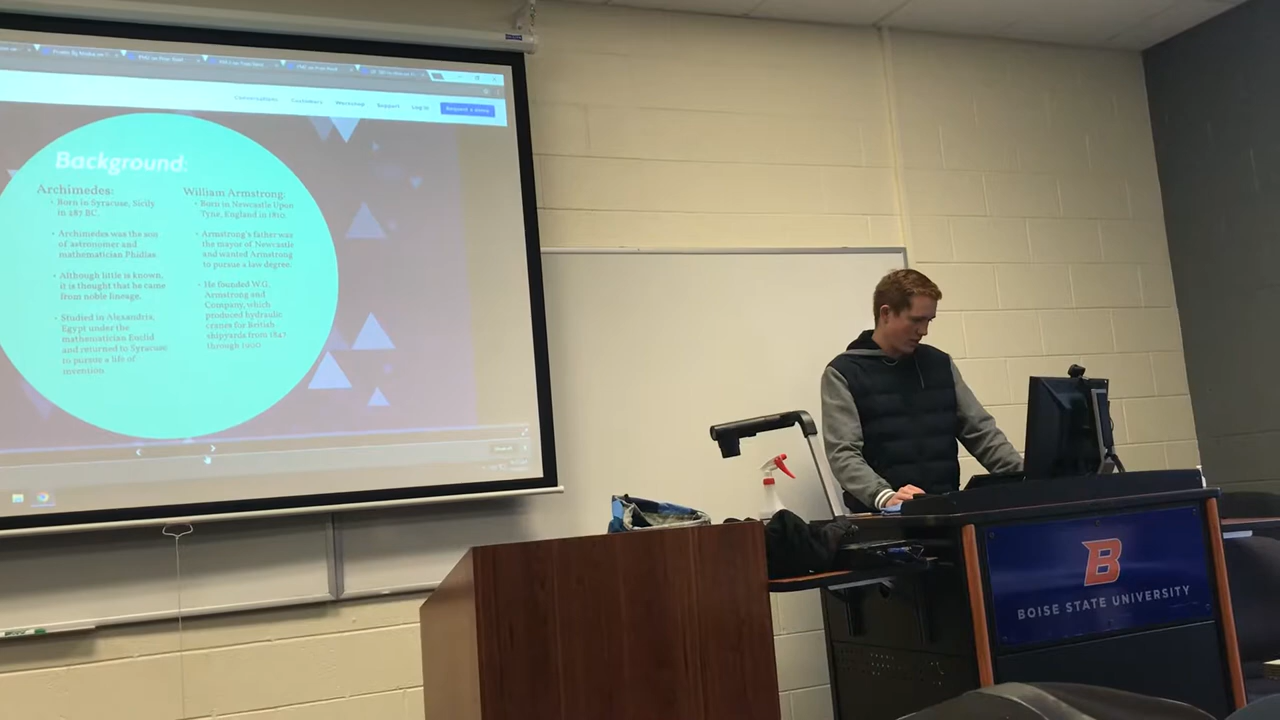 Conversations Customers Workshop Support Log in Request a demo
Background.
Archimedes:
• Born in Syracuse, Sicily
in 287 BC.
• Archimedes was the son
of astronomer and
mathematician Phidias.
• Although little is known,
it is thought that he came
from noble lineage.
• Studied in Alexandria,
Egypt under the
mathematician Euclid
and returned to Syracuse
to pursue a life of
invention
William Armstrong:
• Born in Newcastle Upon
Tyne, England in 1810.
• Armstrong's father was
the mayor of Newcastle
and wanted Armstrong
to pursue a law degree.
• He founded W.G.
Armstrong and
Company, which
produced hydraulic
cranes for British
shipyards from 1847
through 1900.
B
BOISE STATE UNIVERSITY